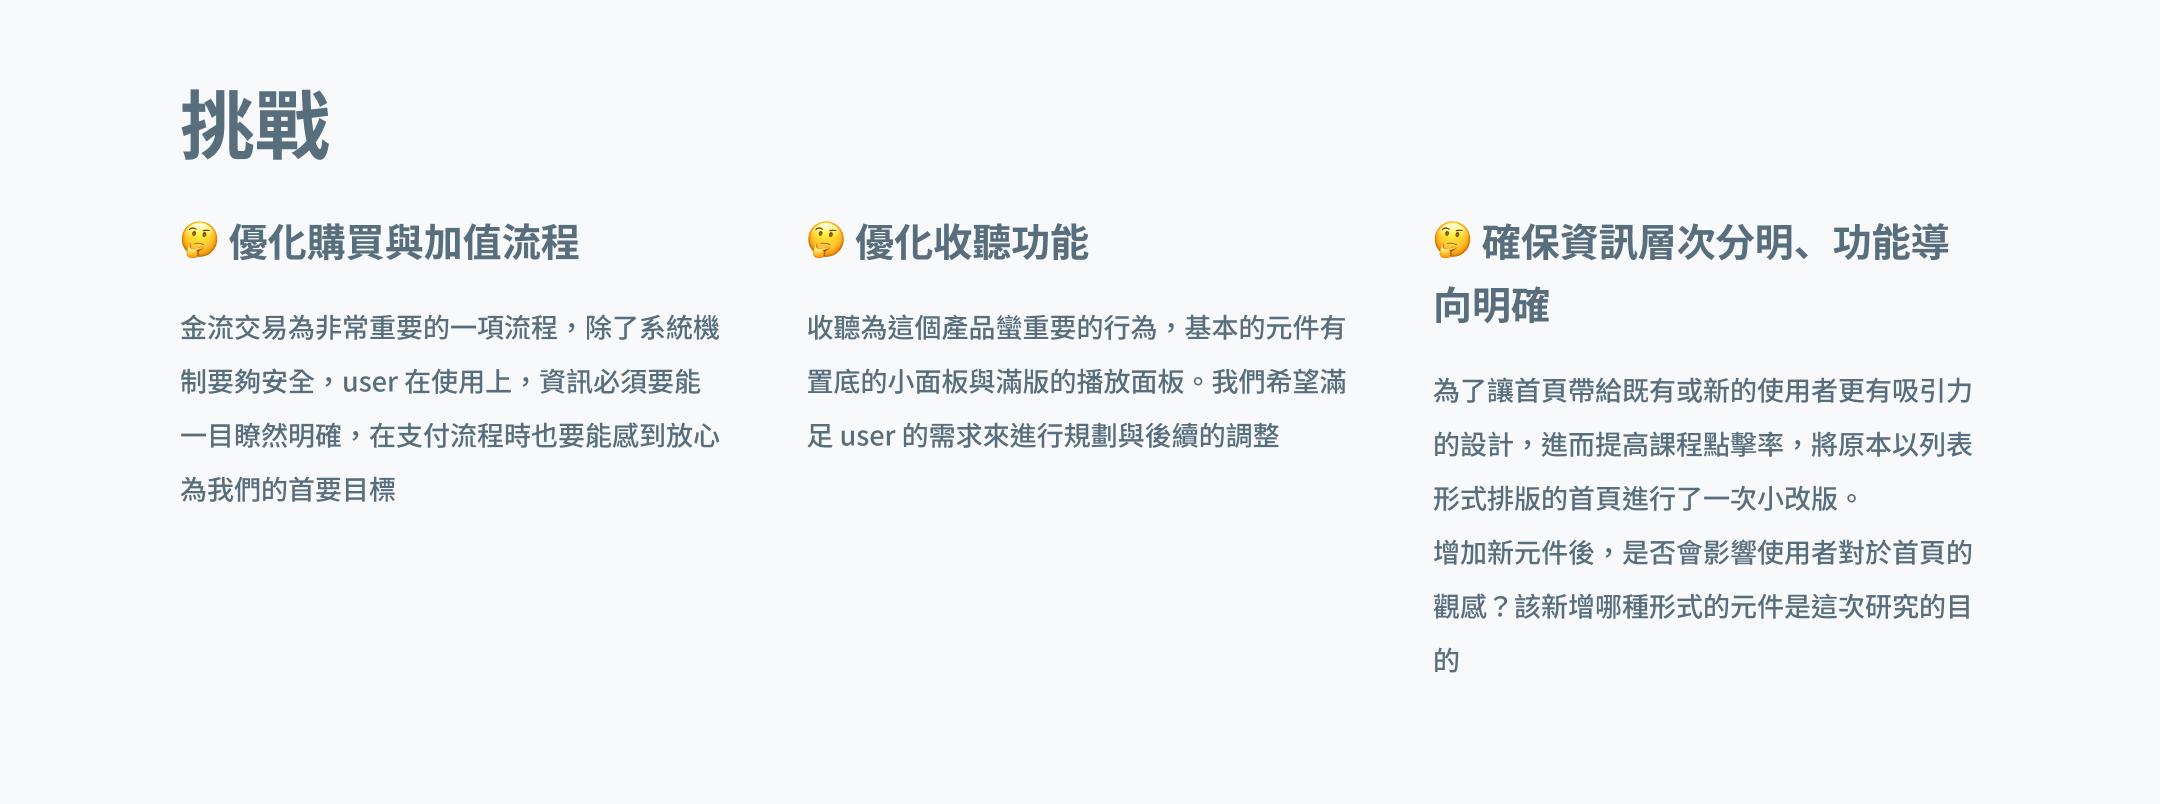 挑戰
🤔 優化購買與加值流程
金流交易為非常重要的一項流程，除了系統機
制要夠安全，user 在使用上，資訊必須要能
一目瞭然明確，在支付流程時也要能感到放心
為我們的首要目標
🤔 優化收聽功能
收聽為這個產品蠻重要的行為，基本的元件有
置底的小面板與滿版的播放面板。我們希望滿
足 user 的需求來進行規劃與後續的調整
🤔 確保資訊層次分明、功能導
向明確
為了讓首頁帶給既有或新的使用者更有吸引力
的設計，進而提高課程點擊率，將原本以列表
形式排版的首頁進行了一次小改版。
增加新元件後，是否會影響使用者對於首頁的
觀感？該新增哪種形式的元件是這次研究的目
的